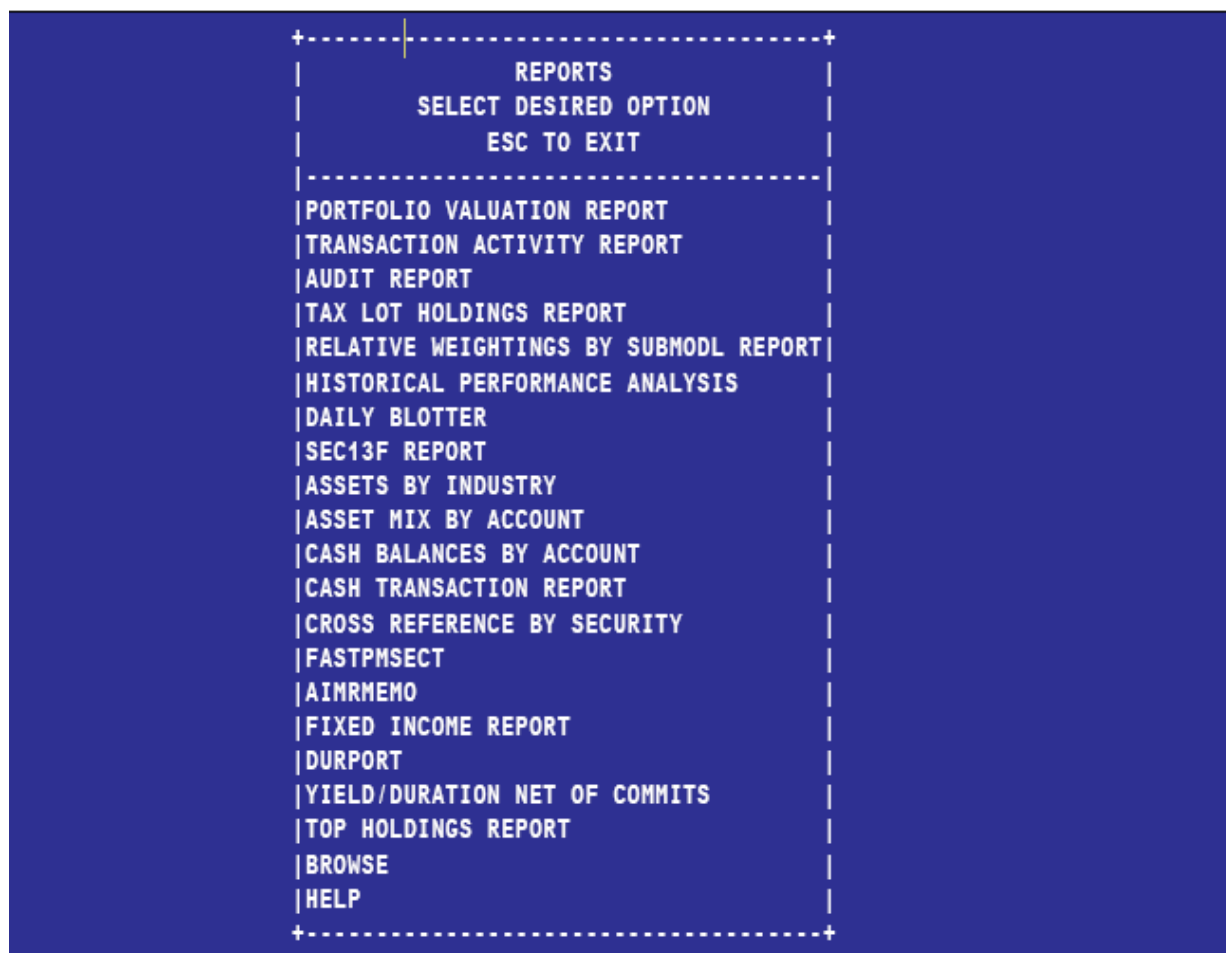 REPORTS
SELECT DESIRED OPTION
ESC TO EXIT
PORTFOLIO VALUATION REPORT
TRANSACTION ACTIVITY REPORT
AUDIT REPORT
TAX LOT HOLDINGS REPORT
RELATIVE WEIGHTINGS BY SUBMODL REPORT
HISTORICAL PERFORMANCE ANALYSIS
DAILY BLOTTER
SEC13F REPORT
ASSETS BY INDUSTRY
ASSET MIX BY ACCOUNT
CASH BALANCES BY ACCOUNT
CASH TRANSACTION REPORT
CROSS REFERENCE BY SECURITY
FASTPMSECT
AIMRMEMO
FIXED INCOME REPORT
DURPORT
YIELD/DURATION NET OF COMMITS
TOP HOLDINGS REPORT
BROWSE
HELP